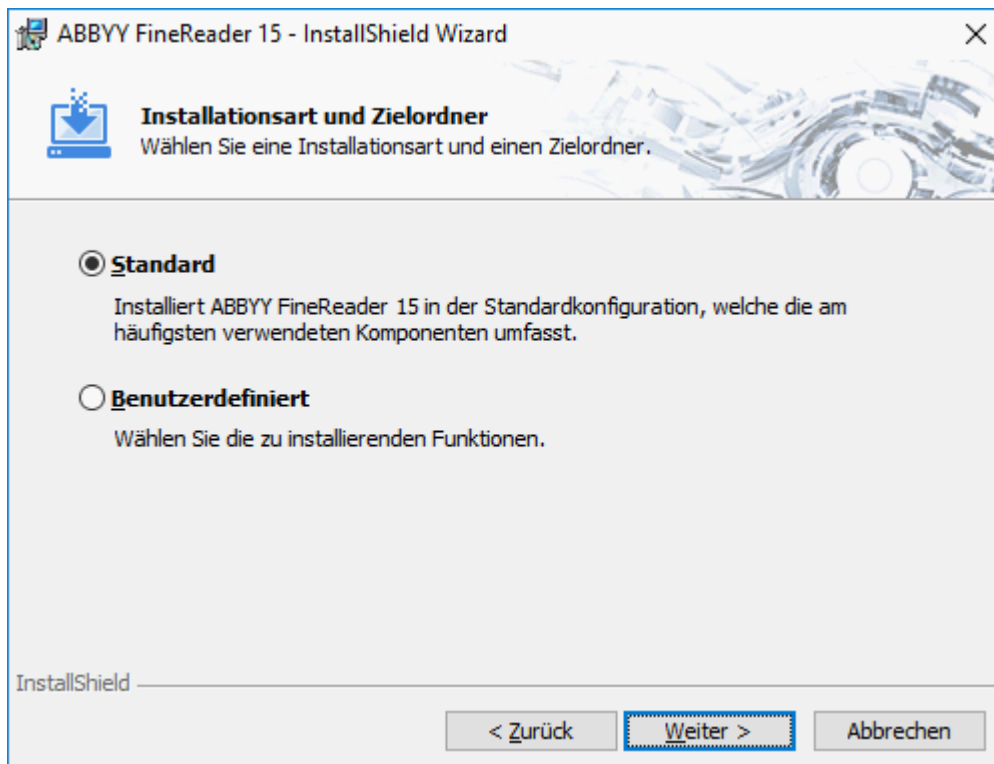 ABBYY FineReader 15 - InstallShield Wizard
Installationsart und Zielordner
Wählen Sie eine Installationsart und einen Zielordner.
Standard
Installiert ABBYY FineReader 15 in der Standardkonfiguration, welche die am
häufigsten verwendeten Komponenten umfasst.
Benutzerdefiniert
Wählen Sie die zu installierenden Funktionen.
InstallShield
< Zurück
Weiter >
Abbrechen